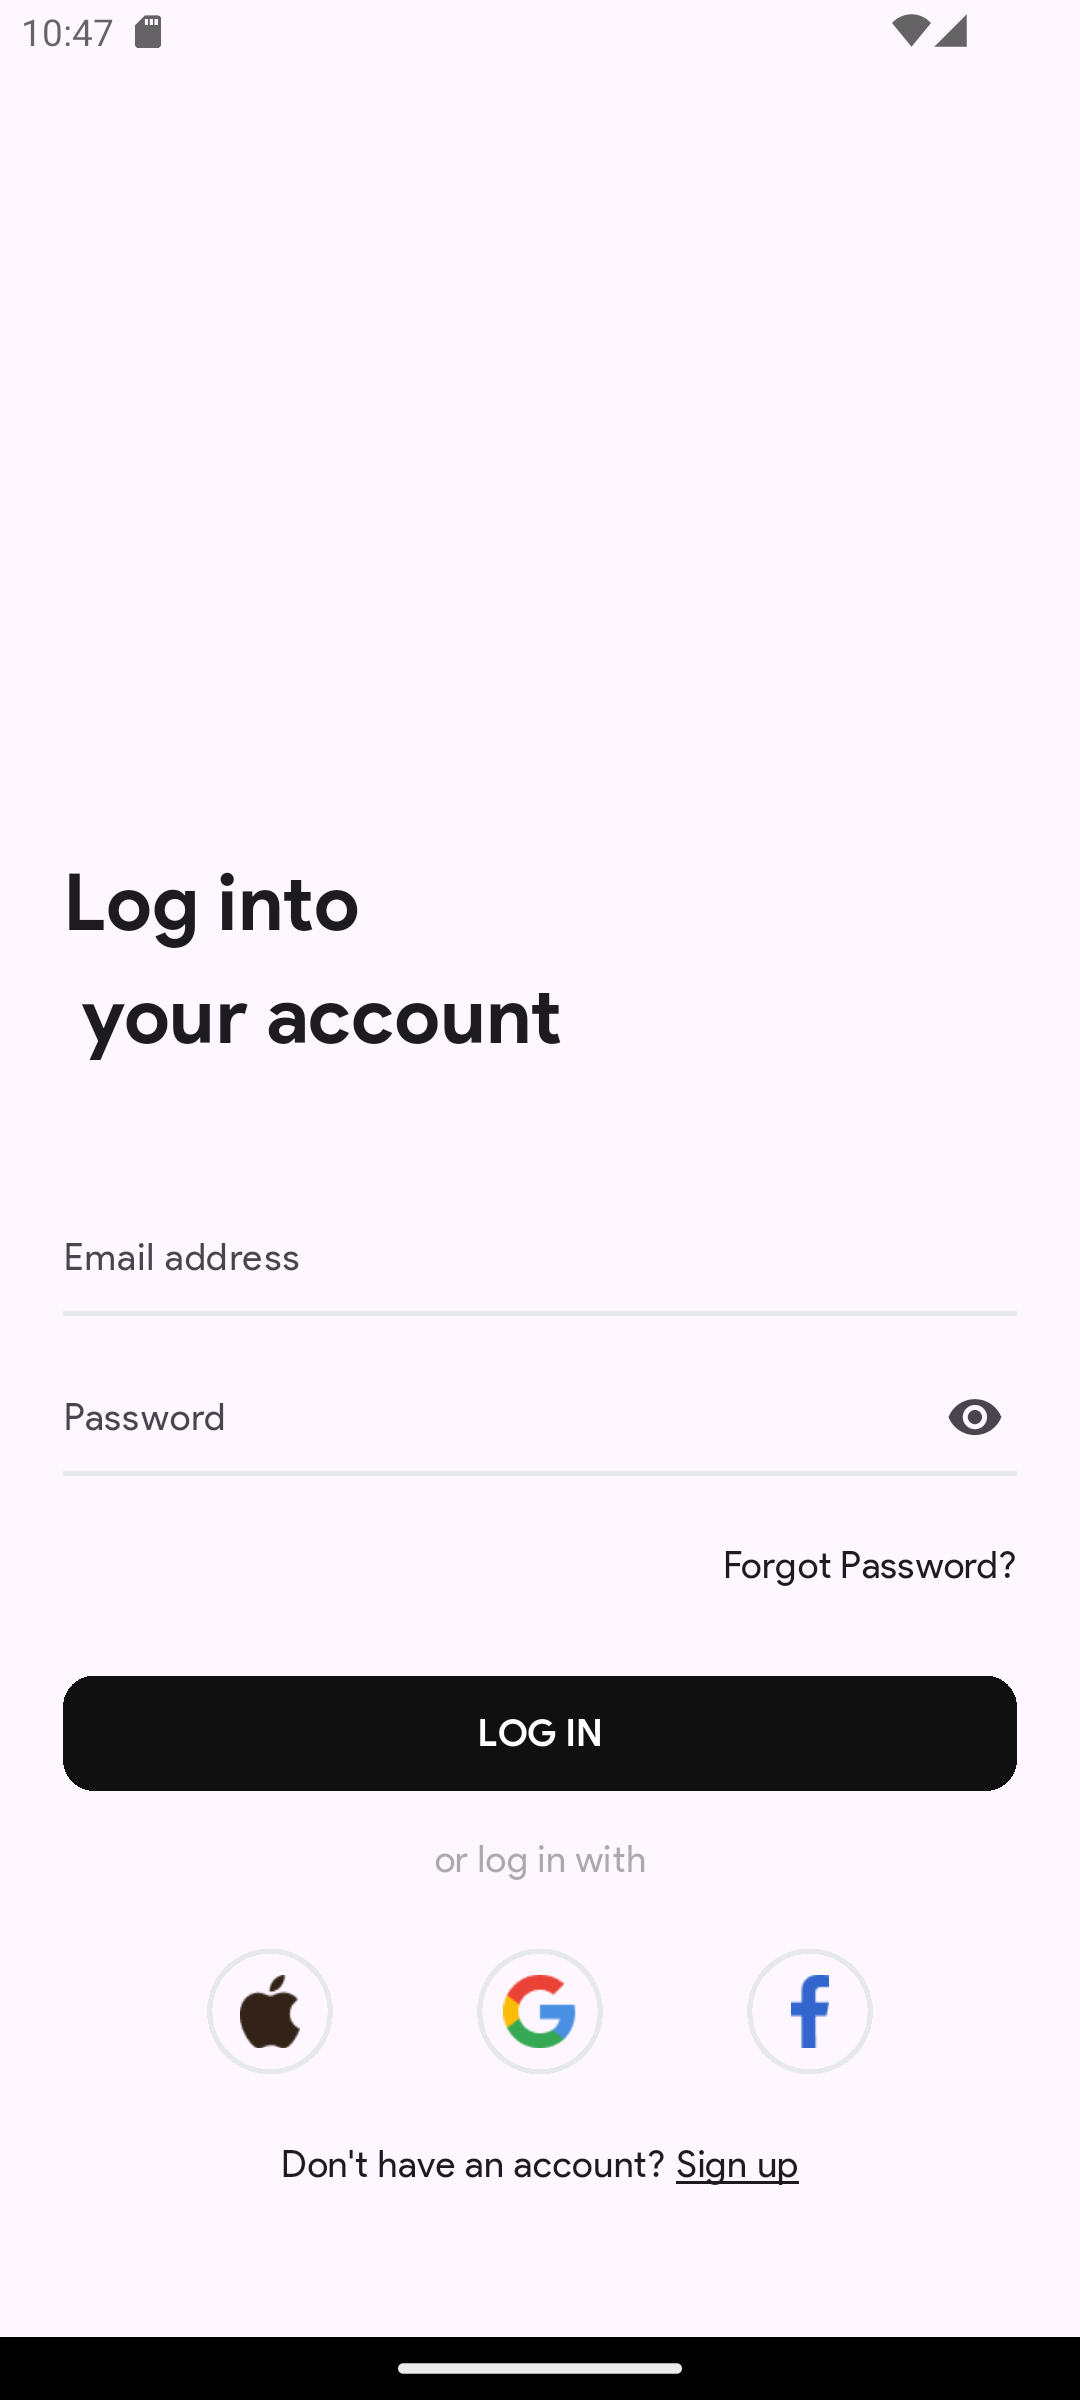 10:47
Log into
your account
Email address
Password
Forgot Password?
LOG IN
or log in with
Don't have an account? Sign up